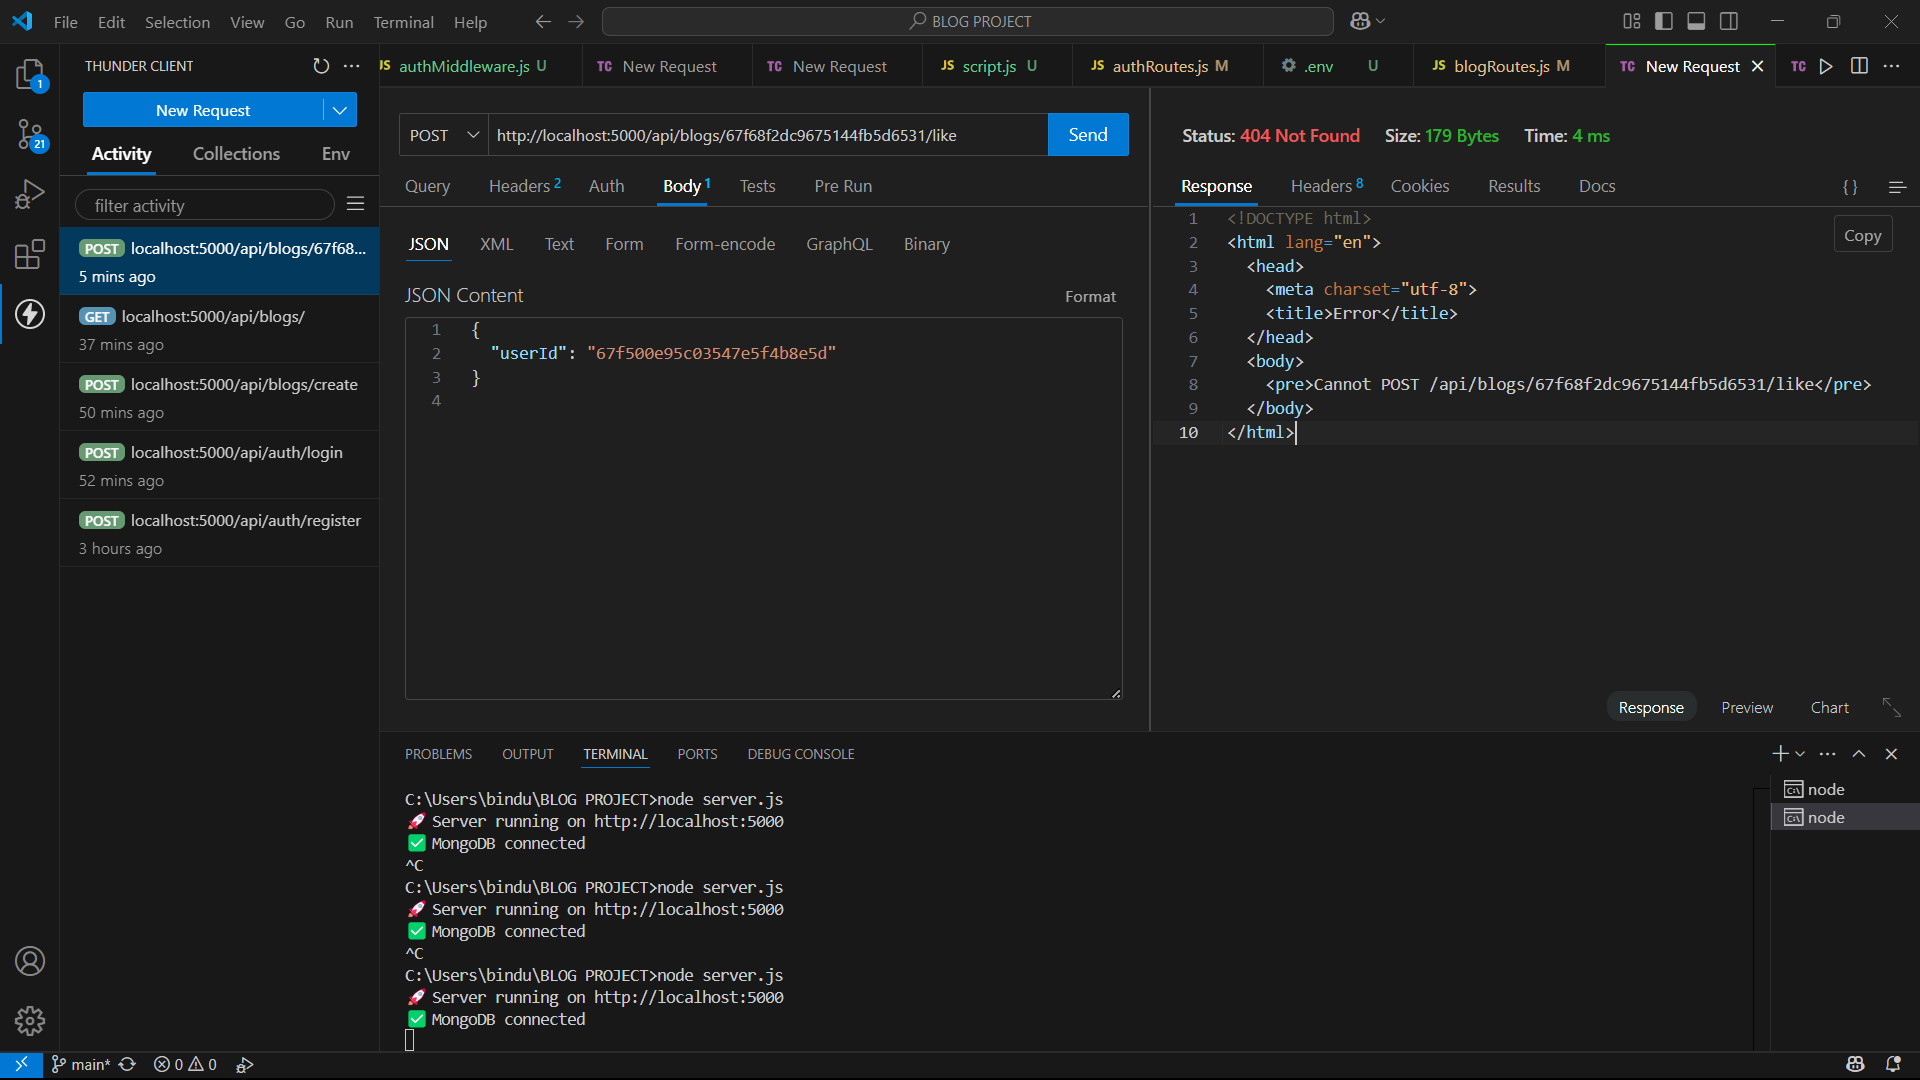 File Edit Selection View Go Run Terminal Help
BLOG PROJECT
THUNDER CLIENT
New Request
Activity Collections Env
filter activity
POST localhost:5000/api/blogs/67f68...
5 mins ago
GET localhost:5000/api/blogs/
37 mins ago
POST localhost:5000/api/blogs/create
50 mins ago
POST localhost:5000/api/auth/login
52 mins ago
POST localhost:5000/api/auth/register
3 hours ago
1
21
JS authMiddleware.js U TC New Request TC New Request JS script.js U JS authRoutes.js M .env U JS blogRoutes.js M TC New Request TC
POST http://localhost:5000/api/blogs/67f68f2dc9675144fb5d6531/like Send
Query Headers 2 Auth Body 1 Tests Pre Run
JSON XML Text Form Form-encode GraphQL Binary
JSON Content Format
1 {
2 "userId": "67f500e95c03547e5f4b8e5d"
3 }
4
Status: 404 Not Found Size: 179 Bytes Time: 4 ms
Response Headers 8 Cookies Results Docs {}
Copy
1 <!DOCTYPE html>
2 <html lang="en">
3 <head>
4 <meta charset="utf-8">
5 <title>Error</title>
6 </head>
7 <body>
8 <pre>Cannot POST /api/blogs/67f68f2dc9675144fb5d6531/like</pre>
9 </body>
10 </html>
Response Preview Chart
PROBLEMS OUTPUT TERMINAL PORTS DEBUG CONSOLE
C:\Users\bindu\BLOG PROJECT>node server.js
🚀 Server running on http://localhost:5000
✅ MongoDB connected
^C
C:\Users\bindu\BLOG PROJECT>node server.js
🚀 Server running on http://localhost:5000
✅ MongoDB connected
^C
C:\Users\bindu\BLOG PROJECT>node server.js
🚀 Server running on http://localhost:5000
✅ MongoDB connected
node
node
main* 0 0